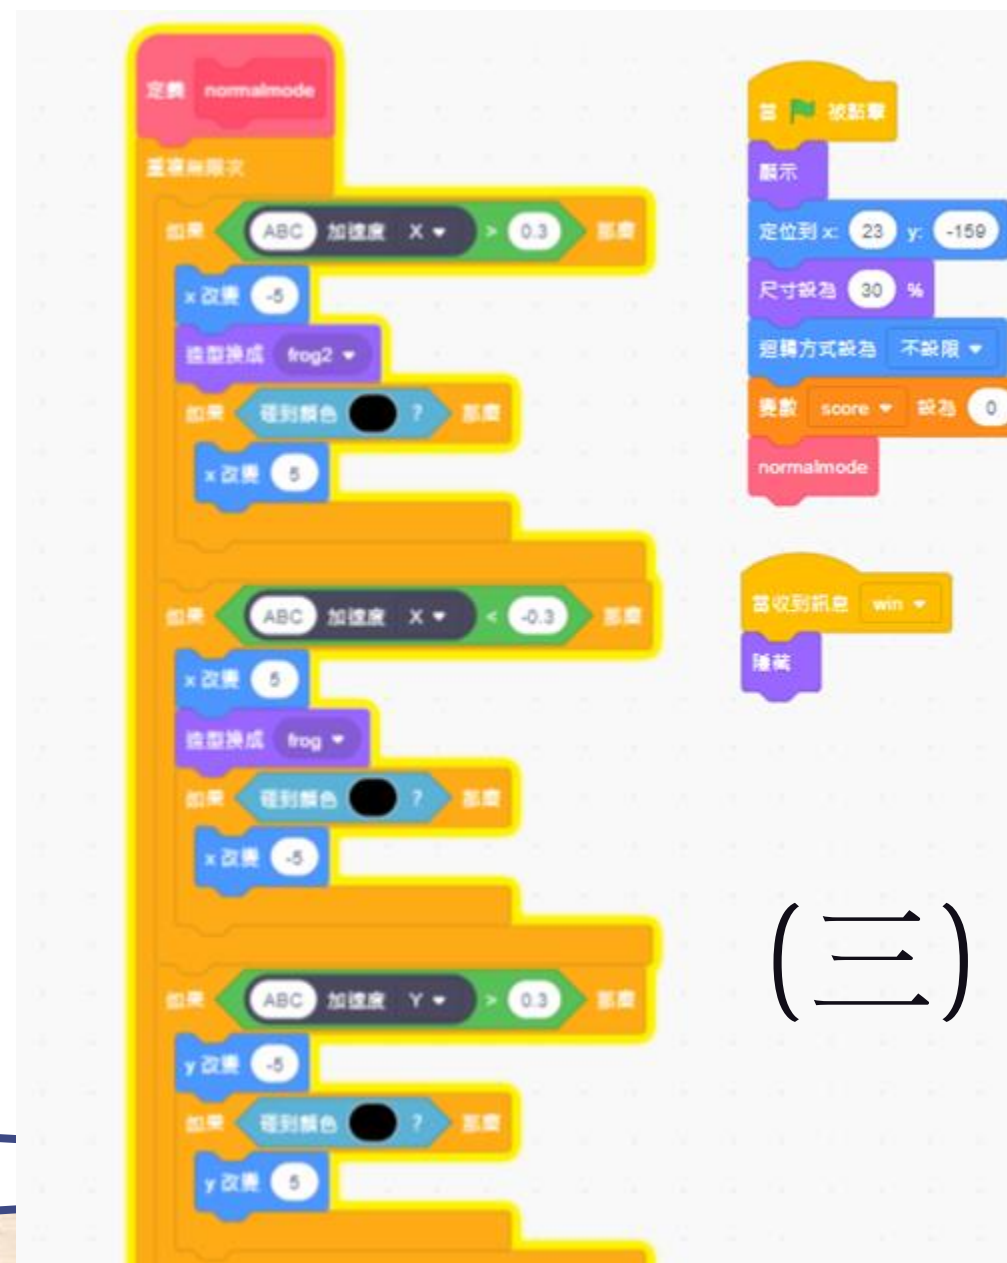 定義 normalmode
重複無限次
如果 ABC 加速度 X > 0.3 那麼
x 改變 -5
造型換成 frog2
如果 碰到顏色 ? 那麼
x 改變 5
如果 ABC 加速度 X < -0.3 那麼
x 改變 5
造型換成 frog
如果 碰到顏色 ? 那麼
x 改變 -5
如果 ABC 加速度 Y > 0.3 那麼
y 改變 -5
如果 碰到顏色 ? 那麼
y 改變 5
當 被點擊
顯示
定位到 x: 23 y: -159
尺寸設為 30 %
迴轉方式設為 不設限
變數 score 設為 0
normalmode
當收到訊息 win
隱藏
(三)